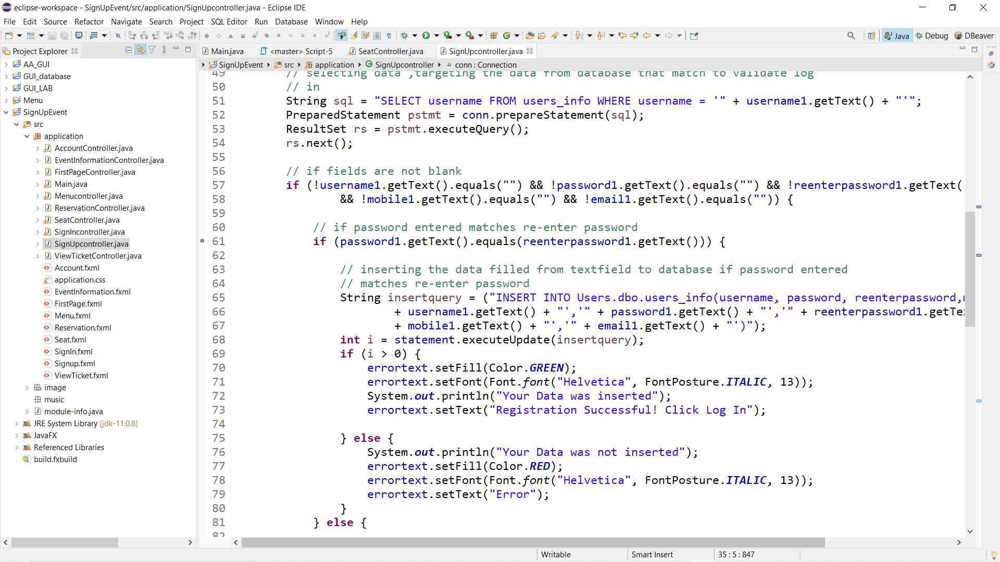 eclipse-workspace - SignUpEvent/src/application/SignUpcontroller.java - Eclipse IDE
File Edit Source Refactor Navigate Search Project SQL Editor Run Database Window Help
Java Debug DBeaver
Project Explorer
Main.java <master> Script-5 SeatController.java SignUpcontroller.java
SignUpEvent src application SignUpcontroller conn : Connection
AA_GUI
GUI_database
GUI_LAB
Menu
SignUpEvent
src
application
AccountController.java
EventInformationController.java
FirstPageController.java
Main.java
Menucontroller.java
ReservationController.java
SeatController.java
SignIncontroller.java
SignUpcontroller.java
ViewTicketController.java
Account.fxml
application.css
EventInformation.fxml
FirstPage.fxml
Menu.fxml
Reservation.fxml
Seat.fxml
SignIn.fxml
Signup.fxml
ViewTicket.fxml
image
music
module-info.java
JRE System Library [jdk-11.0.8]
JavaFX
Referenced Libraries
build.fxbuild
49 // selecting data ,targeting the data from database that match to validate log
50 // in
51 String sql = "SELECT username FROM users_info WHERE username = '" + username1.getText() + "'";
52 PreparedStatement pstmt = conn.prepareStatement(sql);
53 ResultSet rs = pstmt.executeQuery();
54 rs.next();
55
56 // if fields are not blank
57 if (!username1.getText().equals("") && !password1.getText().equals("") && !reenterpassword1.getText(
58 && !mobile1.getText().equals("") && !email1.getText().equals("")) {
59
60 // if password entered matches re-enter password
61 if (password1.getText().equals(reenterpassword1.getText())) {
62
63 // inserting the data filled from textfield to database if password entered
64 // matches re-enter password
65 String insertquery = ("INSERT INTO Users.dbo.users_info(username, password, reenterpassword,
66 + username1.getText() + "','" + password1.getText() + "','" + reenterpassword1.getTe
67 + mobile1.getText() + "','" + email1.getText() + "')");
68 int i = statement.executeUpdate(insertquery);
69 if (i > 0) {
70 errortext.setFill(Color.GREEN);
71 errortext.setFont(Font.font("Helvetica", FontPosture.ITALIC, 13));
72 System.out.println("Your Data was inserted");
73 errortext.setText("Registration Successful! Click Log In");
74
75 } else {
76 System.out.println("Your Data was not inserted");
77 errortext.setFill(Color.RED);
78 errortext.setFont(Font.font("Helvetica", FontPosture.ITALIC, 13));
79 errortext.setText("Error");
80 }
81 } else {
82
Writable Smart Insert 35 : 5 : 847